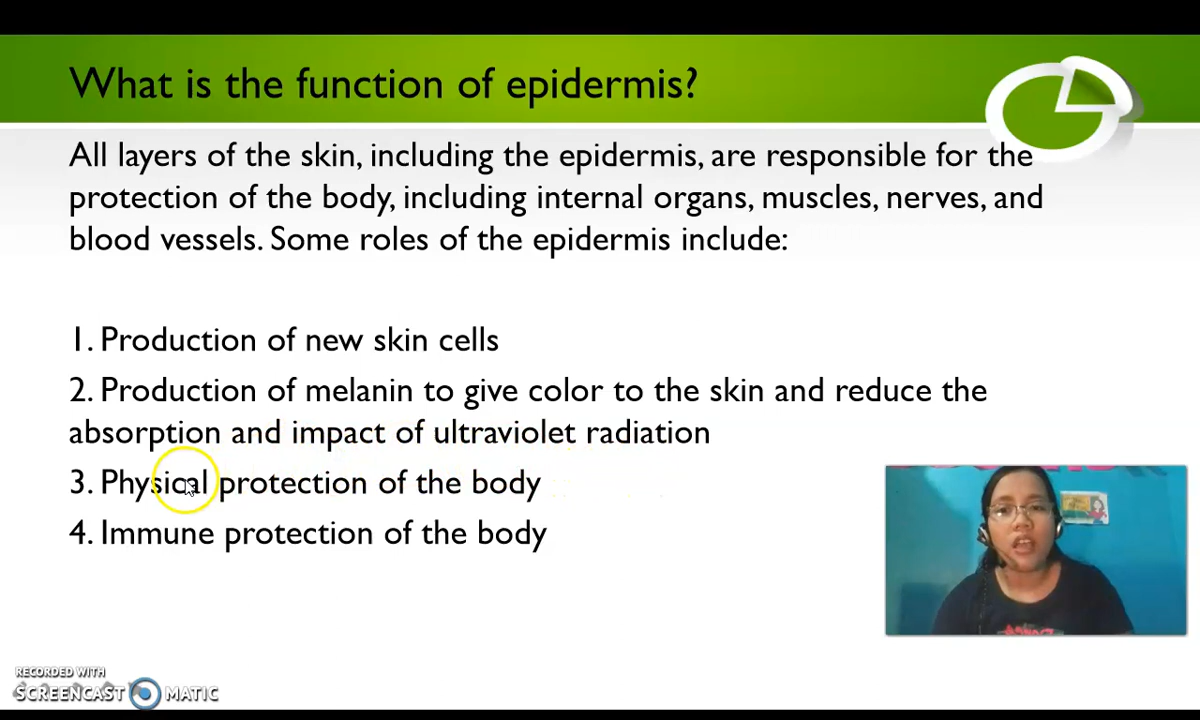 What is the function of epidermis?
All layers of the skin, including the epidermis, are responsible for the
protection of the body, including internal organs, muscles, nerves, and
blood vessels. Some roles of the epidermis include:
1. Production of new skin cells
2. Production of melanin to give color to the skin and reduce the
absorption and impact of ultraviolet radiation
3. Physical protection of the body
4. Immune protection of the body
RECORDED WITH
SCREENCAST MATIC